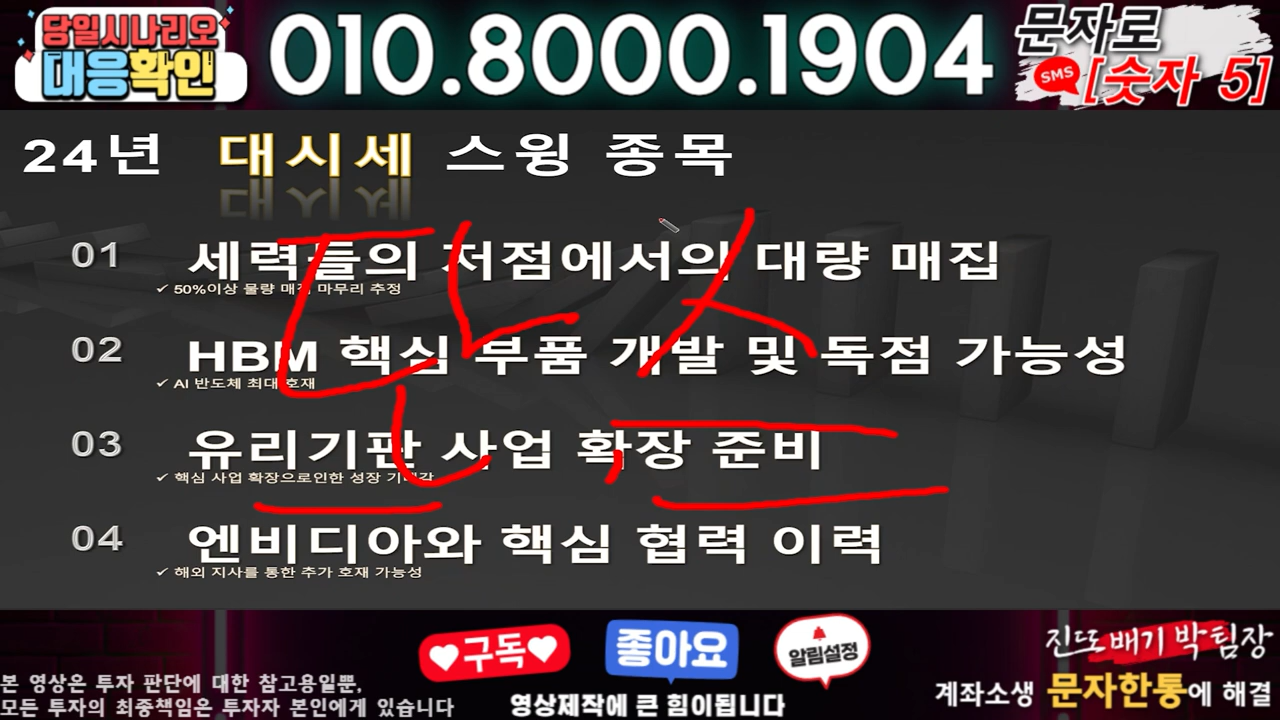 당일시나리오
대응확인
010.8000.1904
문자로
SMS [숫자 5]
24년 대시세 스윙 종목
01 세력들의 저점에서의 대량 매집
✓ 50%이상 물량 매집 마무리 추정
02 HBM 핵심 부품 개발 및 독점 가능성
✓ AI 반도체 최대 호재
03 유리기판 사업 확장 준비
✓ 핵심 사업 확장으로인한 성장 기대감
04 엔비디아와 핵심 협력 이력
✓ 해외 지사를 통한 추가 호재 가능성
구독
좋아요
알림설정
영상제작에 큰 힘이됩니다
본 영상은 투자 판단에 대한 참고용일뿐,
모든 투자의 최종책임은 투자자 본인에게 있습니다
진또배기 박팀장
계좌소생 문자한통에 해결